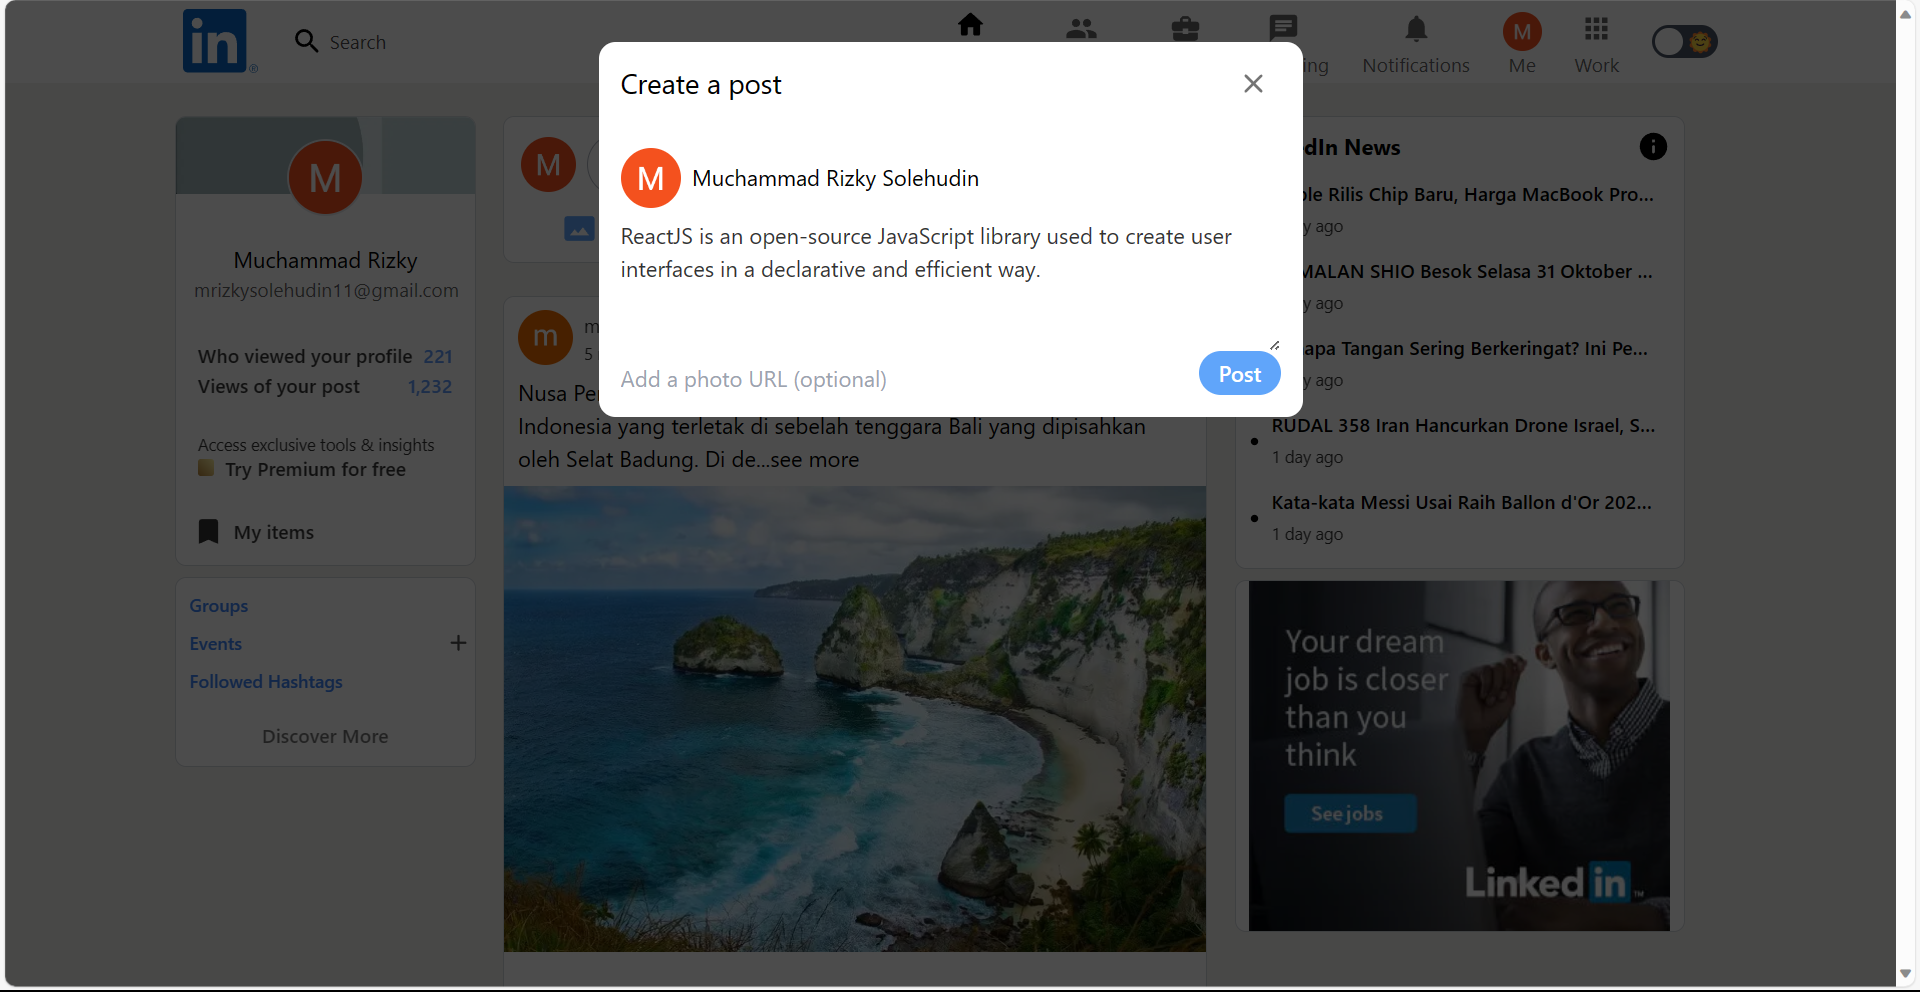 in
®
Search
ing
Notifications
M
Me
Work
Create a post
M
Muchammad Rizky Solehudin
ReactJS is an open-source JavaScript library used to create user
interfaces in a declarative and efficient way.
Add a photo URL (optional)
Post
M
Muchammad Rizky
mrizkysolehudin11@gmail.com
Who viewed your profile 221
Views of your post 1,232
Access exclusive tools & insights
Try Premium for free
My items
Groups
Events
Followed Hashtags
Discover More
M
m
m
5
Nusa Pe
Indonesia yang terletak di sebelah tenggara Bali yang dipisahkan
oleh Selat Badung. Di de...see more
dIn News
le Rilis Chip Baru, Harga MacBook Pro...
y ago
MALAN SHIO Besok Selasa 31 Oktober ...
y ago
apa Tangan Sering Berkeringat? Ini Pe...
y ago
RUDAL 358 Iran Hancurkan Drone Israel, S...
1 day ago
Kata-kata Messi Usai Raih Ballon d'Or 202...
1 day ago
Your dream
job is closer
than you
think
See jobs
Linked in ™